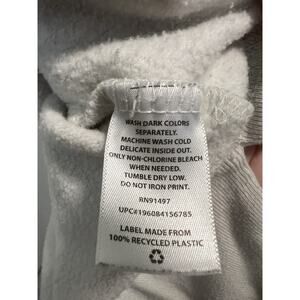 WASH DARK COLORS
SEPARATELY.
MACHINE WASH COLD
DELICATE INSIDE OUT.
ONLY NON-CHLORINE BLEACH
WHEN NEEDED.
TUMBLE DRY LOW.
DO NOT IRON PRINT.
RN91497
UPC#196084156785
LABEL MADE FROM
100% RECYCLED PLASTIC